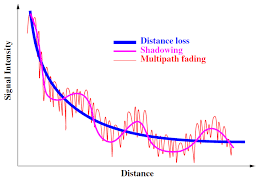 Distance loss
Shadowing
Multipath fading
Signal Intensity
Distance